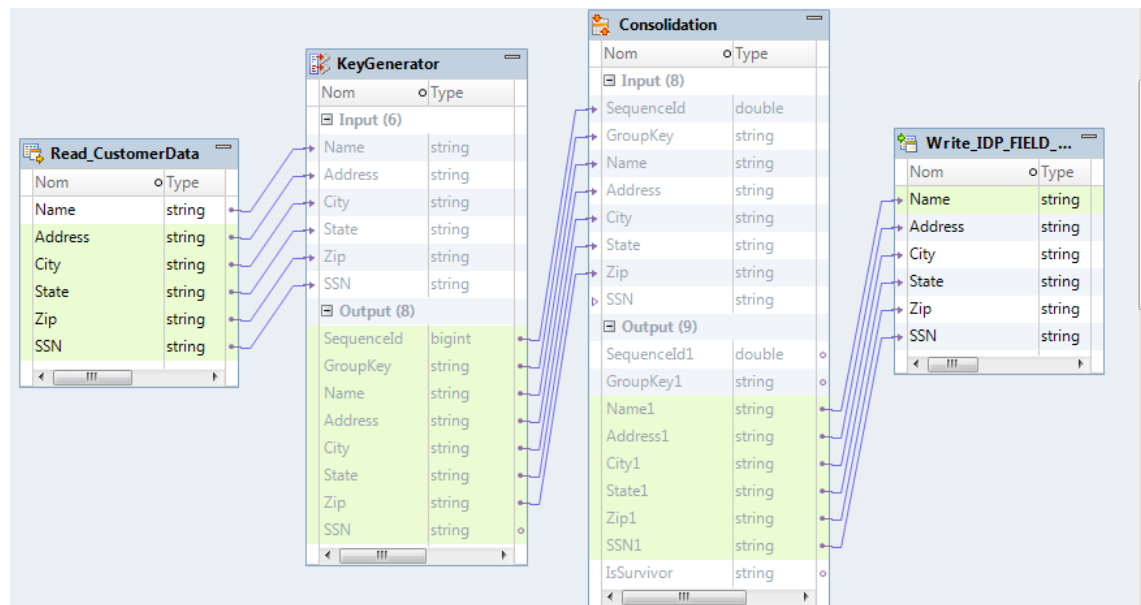 Read_CustomerData
Nom Type
Name string
Address string
City string
State string
Zip string
SSN string
KeyGenerator
Nom Type
Input (6)
Name string
Address string
City string
State string
Zip string
SSN string
Output (8)
SequenceId bigint
GroupKey string
Name string
Address string
City string
State string
Zip string
SSN string
Consolidation
Nom Type
Input (8)
SequenceId double
GroupKey string
Name string
Address string
City string
State string
Zip string
SSN string
Output (9)
SequenceId1 double
GroupKey1 string
Name1 string
Address1 string
City1 string
State1 string
Zip1 string
SSN1 string
IsSurvivor string
Write_IDP_FIELD_...
Nom Type
Name string
Address string
City string
State string
Zip string
SSN string